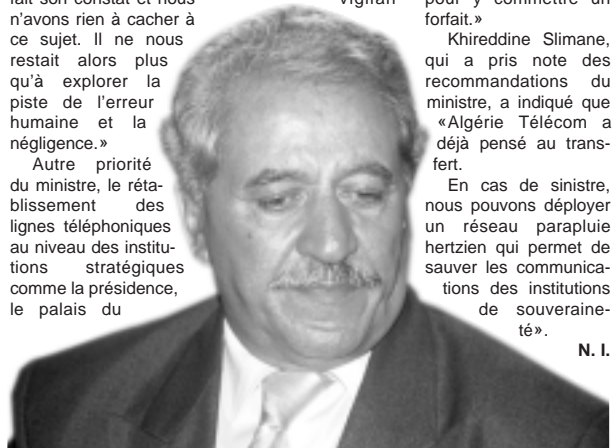 fait son constat et nous
n'avons rien à cacher à
ce sujet. Il ne nous
restait alors plus
qu'à explorer la
piste de l'erreur
humaine et la
négligence.»
Autre priorité
du ministre, le réta-
blissement des
lignes téléphoniques
au niveau des institu-
tions stratégiques
comme la présidence,
le palais du
pour y commettre un
forfait.»
Khireddine Slimane,
qui a pris note des
recommandations du
ministre, a indiqué que
«Algérie Télécom a
déjà pensé au trans-
fert.
En cas de sinistre,
nous pouvons déployer
un réseau parapluie
hertzien qui permet de
sauver les communica-
tions des institutions
de souveraine-
té».
N. I.